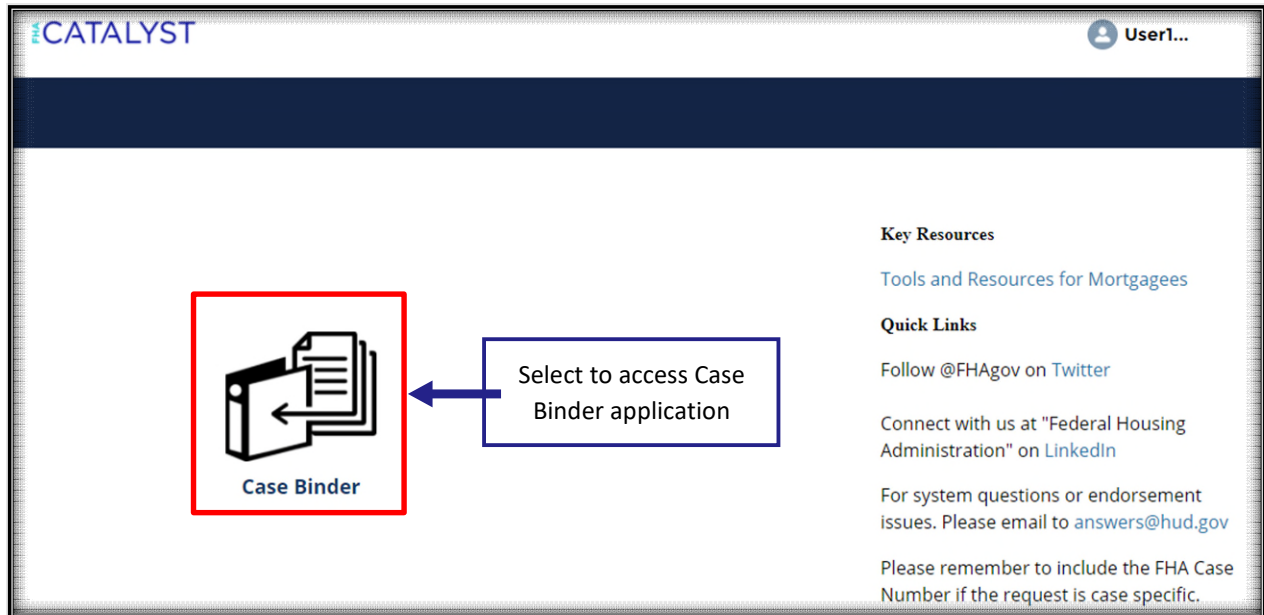 FHA CATALYST
User1...
Key Resources
Tools and Resources for Mortgagees
Quick Links
Follow @FHAgov on Twitter
Connect with us at "Federal Housing
Administration" on LinkedIn
For system questions or endorsement
issues. Please email to answers@hud.gov
Please remember to include the FHA Case
Number if the request is case specific.
Select to access Case
Binder application
Case Binder